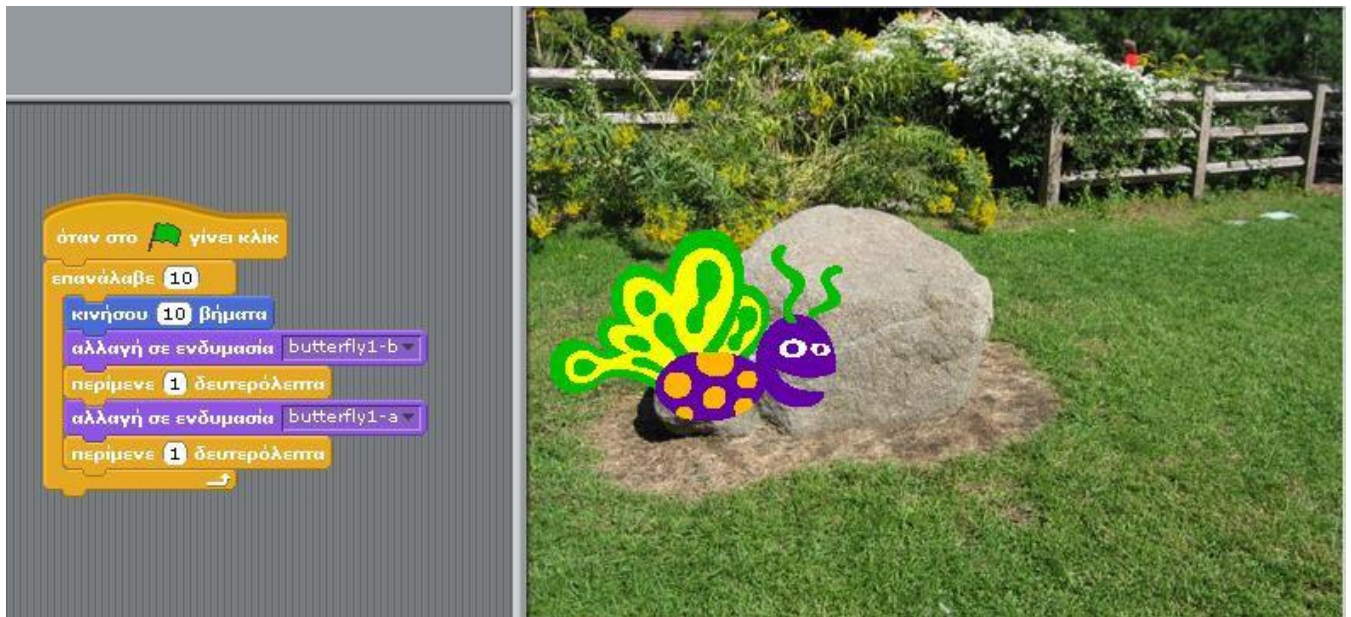 όταν στο γίνει κλίκ
επανάλαβε 10
κινήσου 10 βήματα
αλλαγή σε ενδυμασία butterfly1-b
περίμενε 1 δευτερόλεπτα
αλλαγή σε ενδυμασία butterfly1-a
περίμενε 1 δευτερόλεπτα